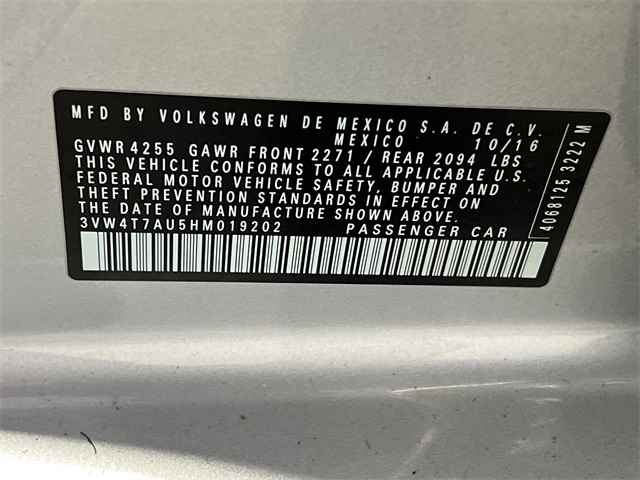 MFD BY VOLKSWAGEN DE MEXICO S.A. DE C.V.
MEXICO 10/16
GVWR 4255 GAWR FRONT 2271 / REAR 2094 LBS
THIS VEHICLE CONFORMS TO ALL APPLICABLE U.S.
FEDERAL MOTOR VEHICLE SAFETY, BUMPER AND
THEFT PREVENTION STANDARDS IN EFFECT ON
THE DATE OF MANUFACTURE SHOWN ABOVE.
3VW4T7AU5HM019202 PASSENGER CAR
4068125 3222 M